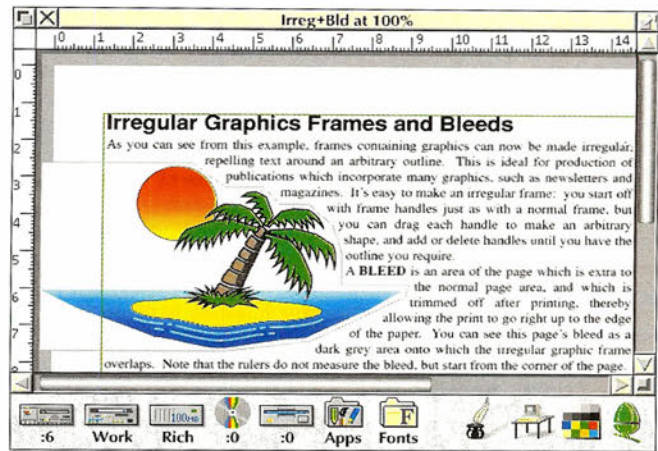 Irreg+Bld at 100%
0 1 2 3 4 5 6 7 8 9 10 11 12 13 14
0
1
2
3
4
5
6
7
Irregular Graphics Frames and Bleeds
As you can see from this example, frames containing graphics can now be made irregular,
repelling text around an arbitrary outline. This is ideal for production of
publications which incorporate many graphics, such as newsletters and
magazines. It's easy to make an irregular frame: you start off
with frame handles just as with a normal frame, but
you can drag each handle to make an arbitrary
shape, and add or delete handles until you have the
outline you require.
A BLEED is an area of the page which is extra to
the normal page area, and which is
trimmed off after printing, thereby
allowing the print to go right up to the edge
of the paper. You can see this page's bleed as a
dark grey area onto which the irregular graphic frame
overlaps. Note that the rulers do not measure the bleed, but start from the corner of the page.
100MB
F
:6 Work Rich :0 :0 Apps Fonts